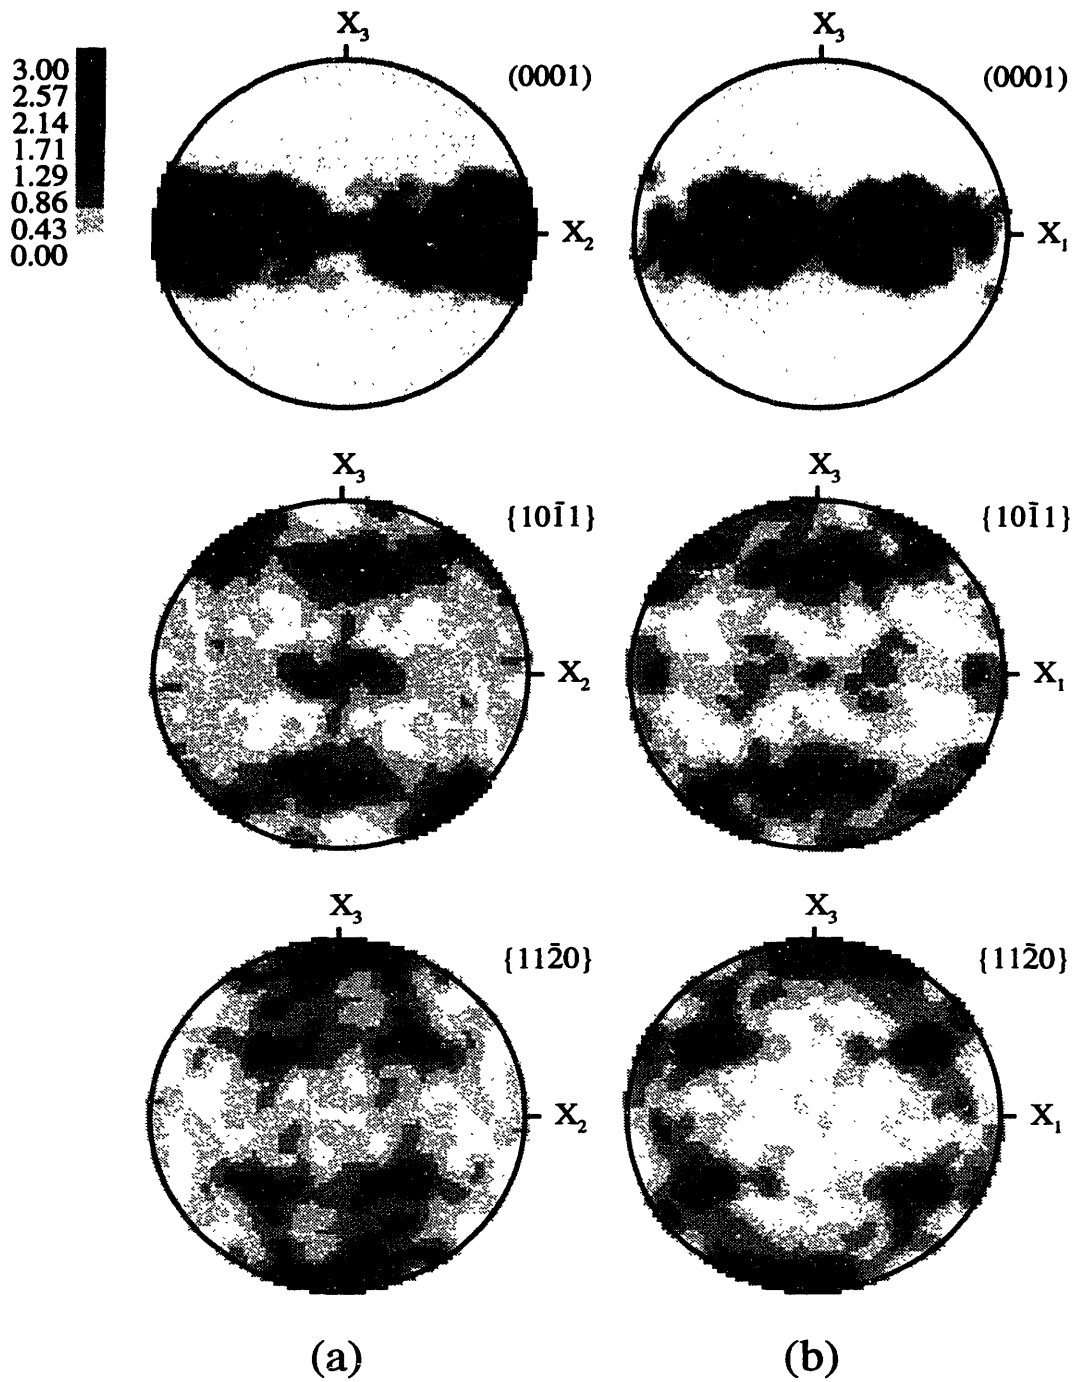 X₃
X₃
(0001)
(0001)
3.00
2.57
2.14
1.71
1.29
0.86
0.43
0.00
X₂
X₁
X₃
X₃
{101̄1}
{101̄1}
X₂
X₁
X₃
X₃
{112̄0}
{112̄0}
X₂
X₁
(a)
(b)